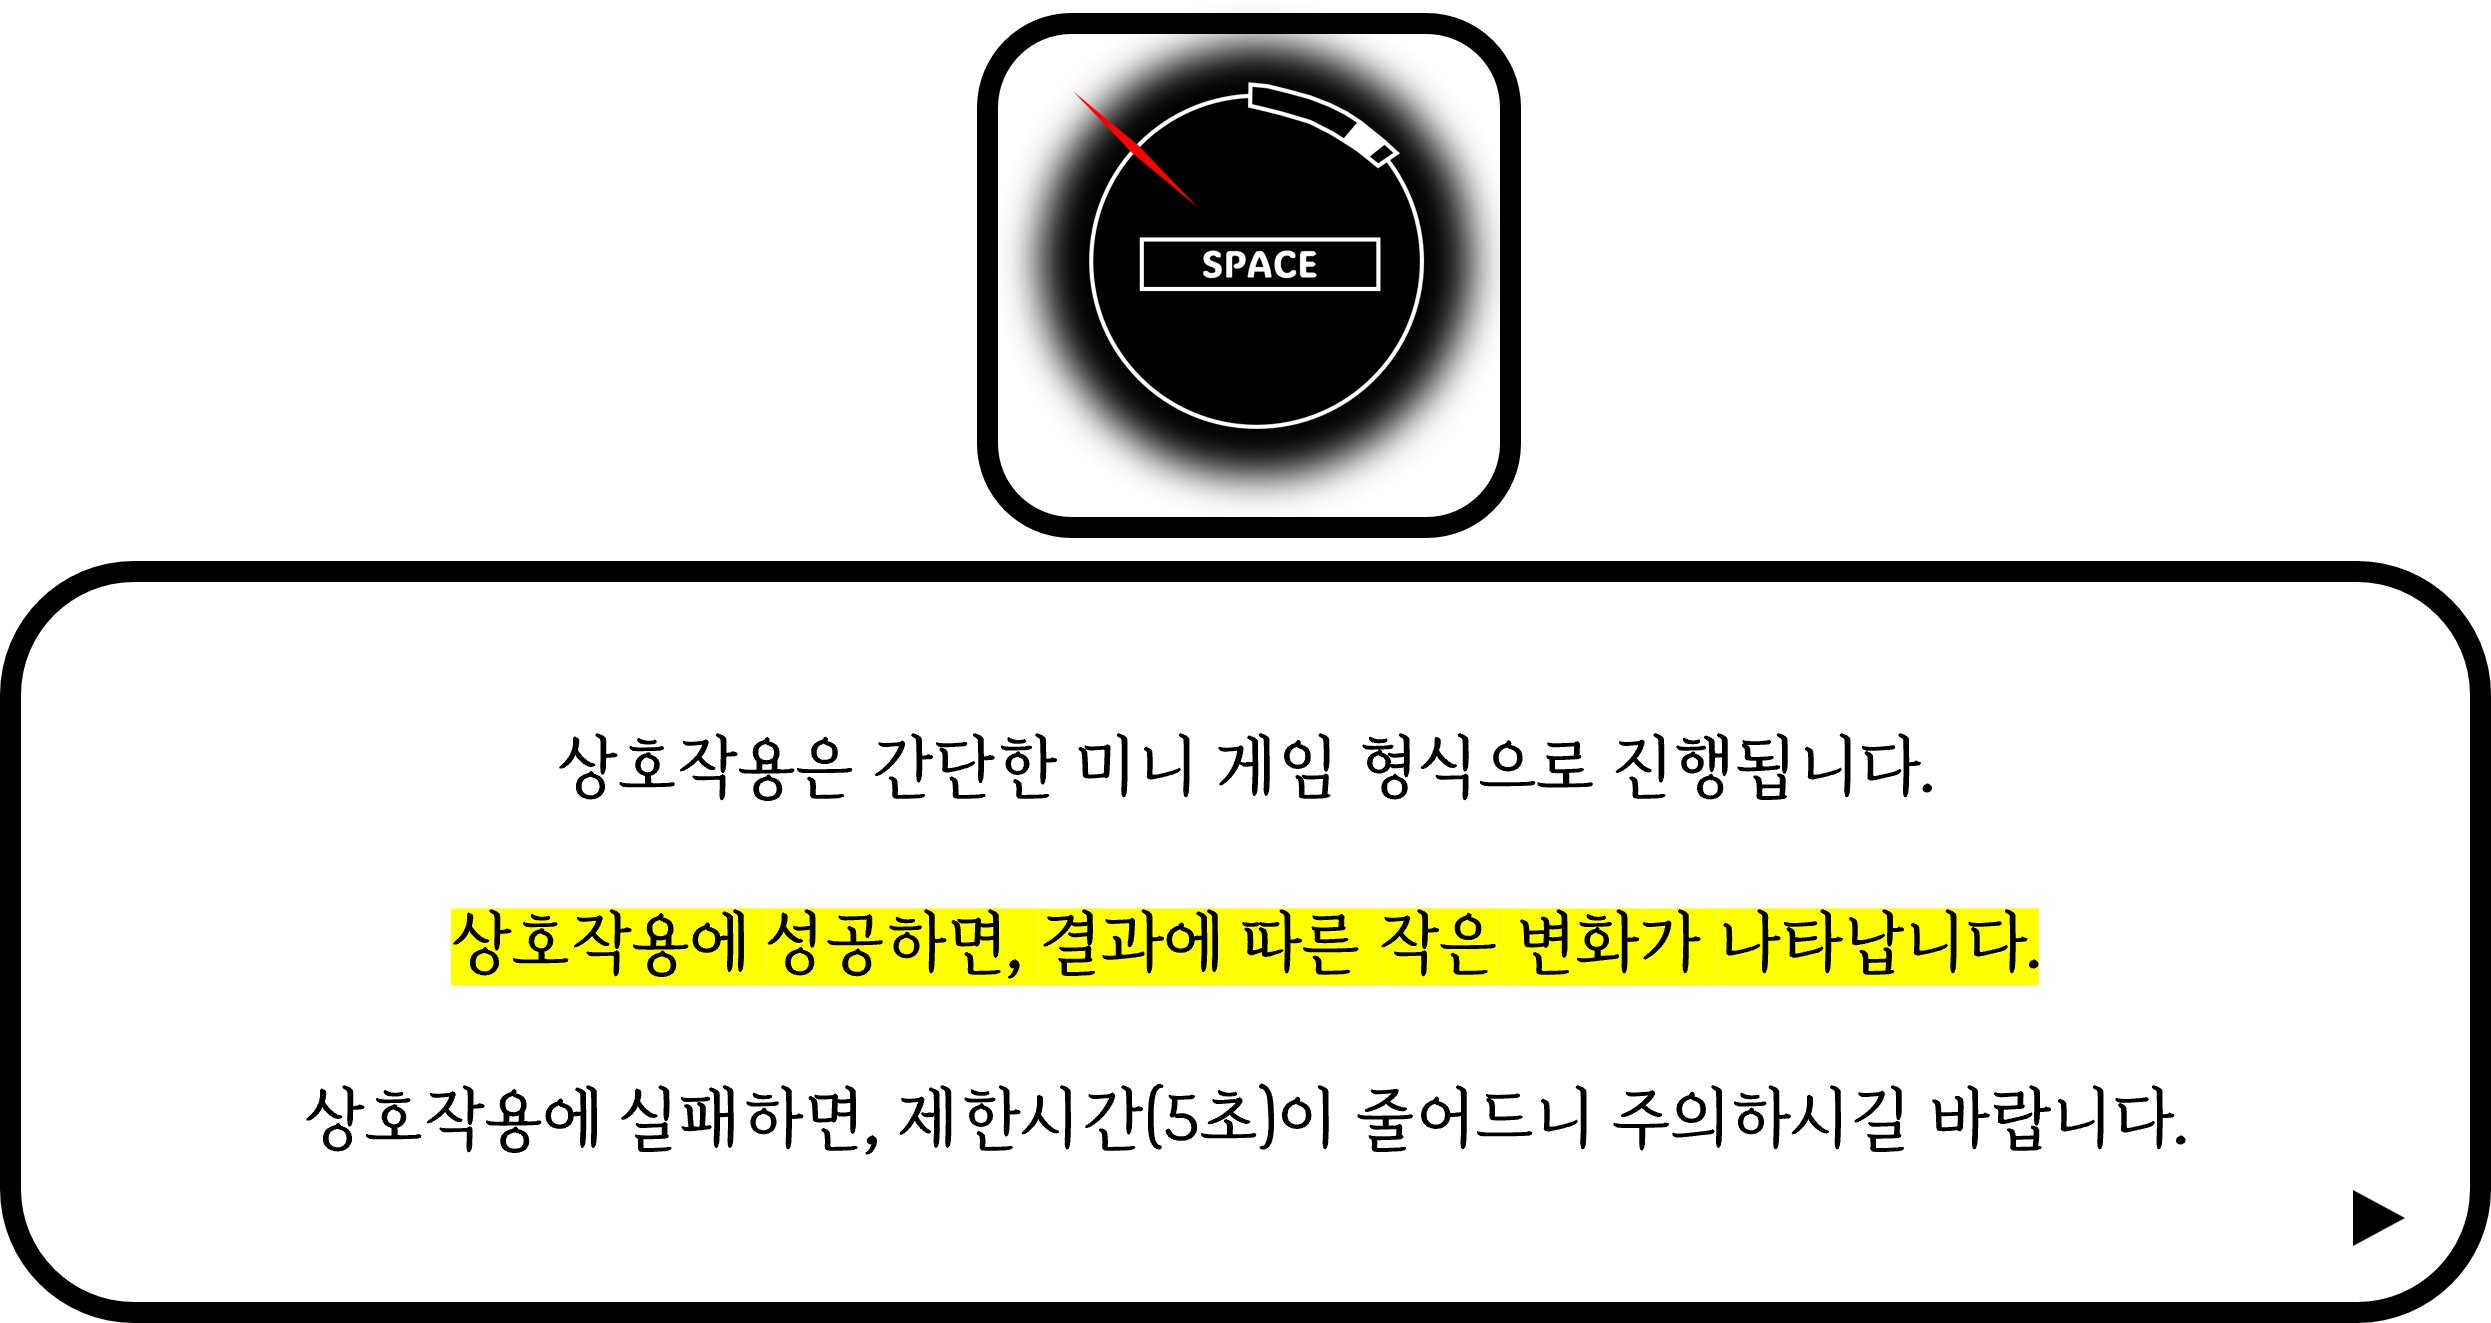 SPACE
상호작용은 간단한 미니 게임 형식으로 진행됩니다.
상호작용에 성공하면, 결과에 따른 작은 변화가 나타납니다.
상호작용에 실패하면, 제한시간(5초)이 줄어드니 주의하시길 바랍니다.